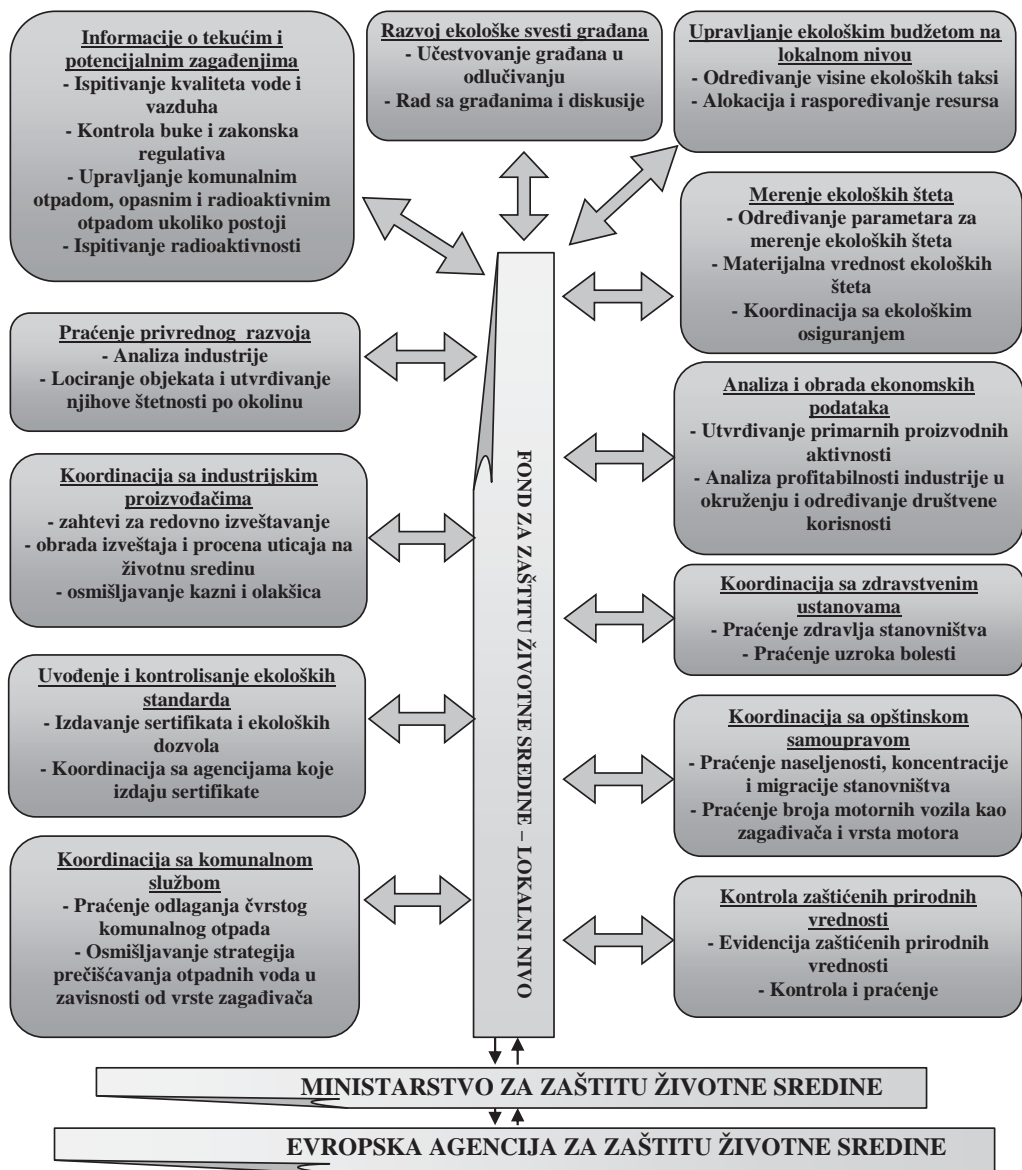 Informacije o tekućim i
potencijalnim zagađenjima
- Ispitivanje kvaliteta vode i
vazduha
- Kontrola buke i zakonska
regulativa
- Upravljanje komunalnim
otpadom, opasnim i radioaktivnim
otpadom ukoliko postoji
- Ispitivanje radioaktivnosti
Razvoj ekološke svesti građana
- Učestvovanje građana u
odlučivanju
- Rad sa građanima i diskusije
Upravljanje ekološkim budžetom na
lokalnom nivou
- Određivanje visine ekoloških taksi
- Alokacija i raspoređivanje resursa
Merenje ekoloških šteta
- Određivanje parametara za
merenje ekoloških šteta
- Materijalna vrednost ekoloških
šteta
- Koordinacija sa ekološkim
osiguranjem
Praćenje privrednog razvoja
- Analiza industrije
- Lociranje objekata i utvrđivanje
njihove štetnosti po okolinu
Analiza i obrada ekonomskih
podataka
- Utvrđivanje primarnih proizvodnih
aktivnosti
- Analiza profitabilnosti industrije u
okruženju i određivanje društvene
korisnosti
Koordinacija sa industrijskim
proizvođačima
- zahtevi za redovno izveštavanje
- obrada izveštaja i procena uticaja na
životnu sredinu
- osmišljavanje kazni i olakšica
Koordinacija sa zdravstvenim
ustanovama
- Praćenje zdravlja stanovništva
- Praćenje uzroka bolesti
Uvođenje i kontrolisanje ekoloških
standarda
- Izdavanje sertifikata i ekoloških
dozvola
- Koordinacija sa agencijama koje
izdaju sertifikate
Koordinacija sa opštinskom
samoupravom
- Praćenje naseljenosti, koncentracije
i migracije stanovništva
- Praćenje broja motornih vozila kao
zagađivača i vrsta motora
Koordinacija sa komunalnom
službom
- Praćenje odlaganja čvrstog
komunalnog otpada
- Osmišljavanje strategija
prečišćavanja otpadnih voda u
zavisnosti od vrste zagađivača
Kontrola zaštićenih prirodnih
vrednosti
- Evidencija zaštićenih prirodnih
vrednosti
- Kontrola i praćenje
FOND ZA ZAŠTITU ŽIVOTNE SREDINE – LOKALNI NIVO
MINISTARSTVO ZA ZAŠTITU ŽIVOTNE SREDINE
EVROPSKA AGENCIJA ZA ZAŠTITU ŽIVOTNE SREDINE